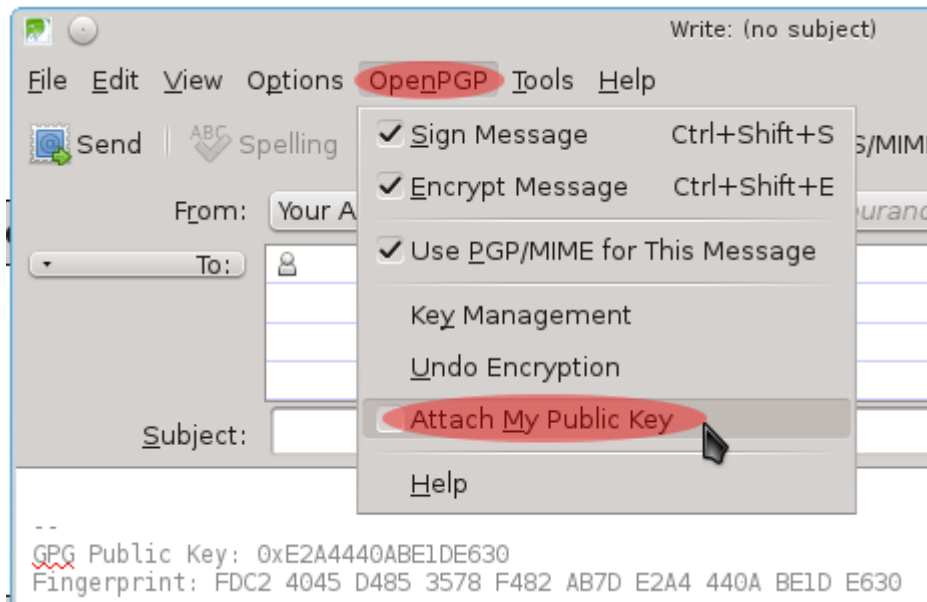 Write: (no subject)
File Edit View Options OpenPGP Tools Help
Send ABC Spelling S/MIM
Sign Message Ctrl+Shift+S
Encrypt Message Ctrl+Shift+E
Use PGP/MIME for This Message
Key Management
Undo Encryption
Attach My Public Key
Help
From: Your A
To:
Subject:
--
GPG Public Key: 0xE2A4440ABE1DE630
Fingerprint: FDC2 4045 D485 3578 F482 AB7D E2A4 440A BE1D E630